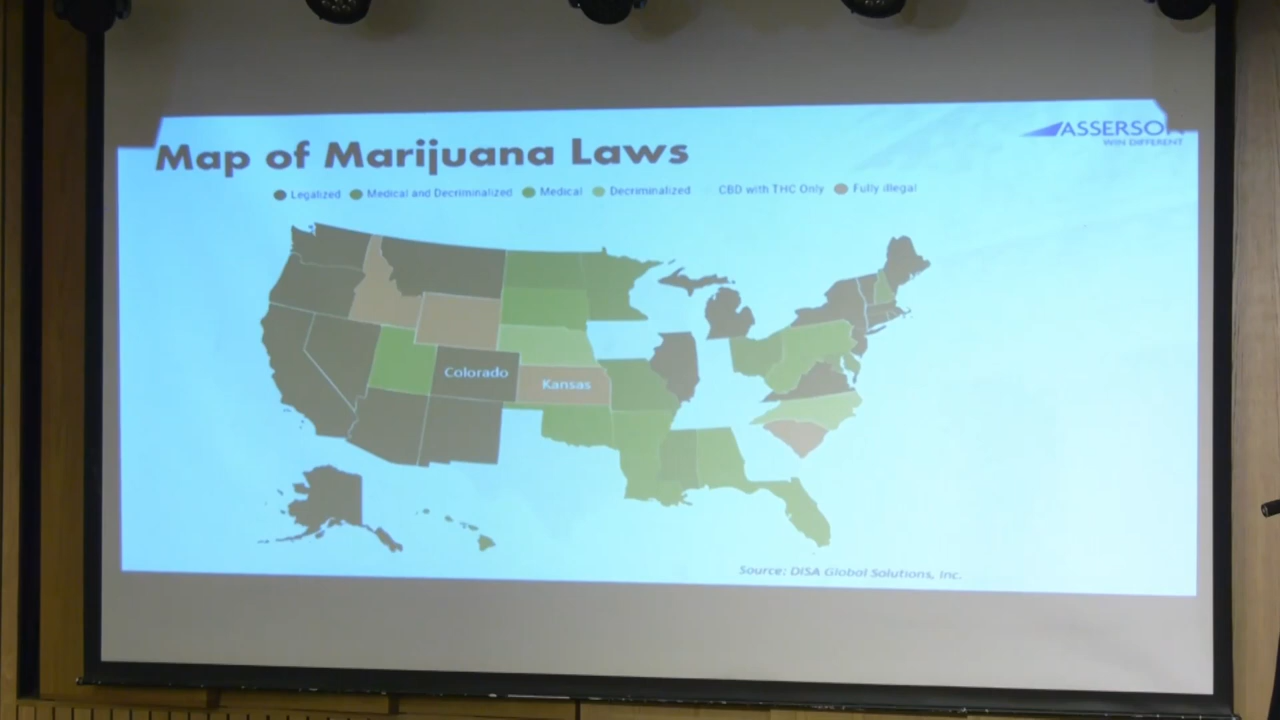 ASSERSON
WIN DIFFERENT
Map of Marijuana Laws
Legalized Medical and Decriminalized Medical Decriminalized CBD with THC Only Fully illegal
Colorado
Kansas
Source: DISA Global Solutions, Inc.